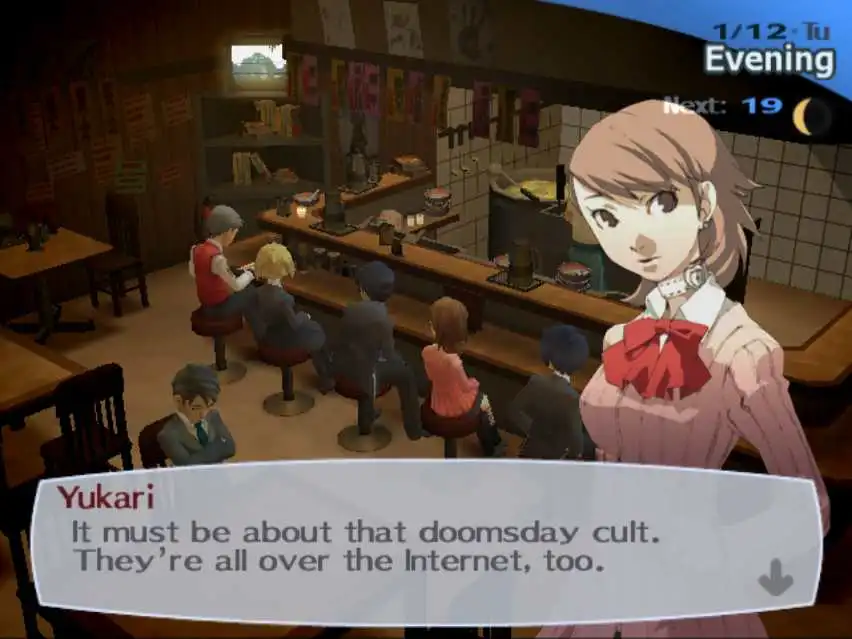 1/12・Tu
Evening
Next: 19
Yukari
It must be about that doomsday cult.
They're all over the Internet, too.